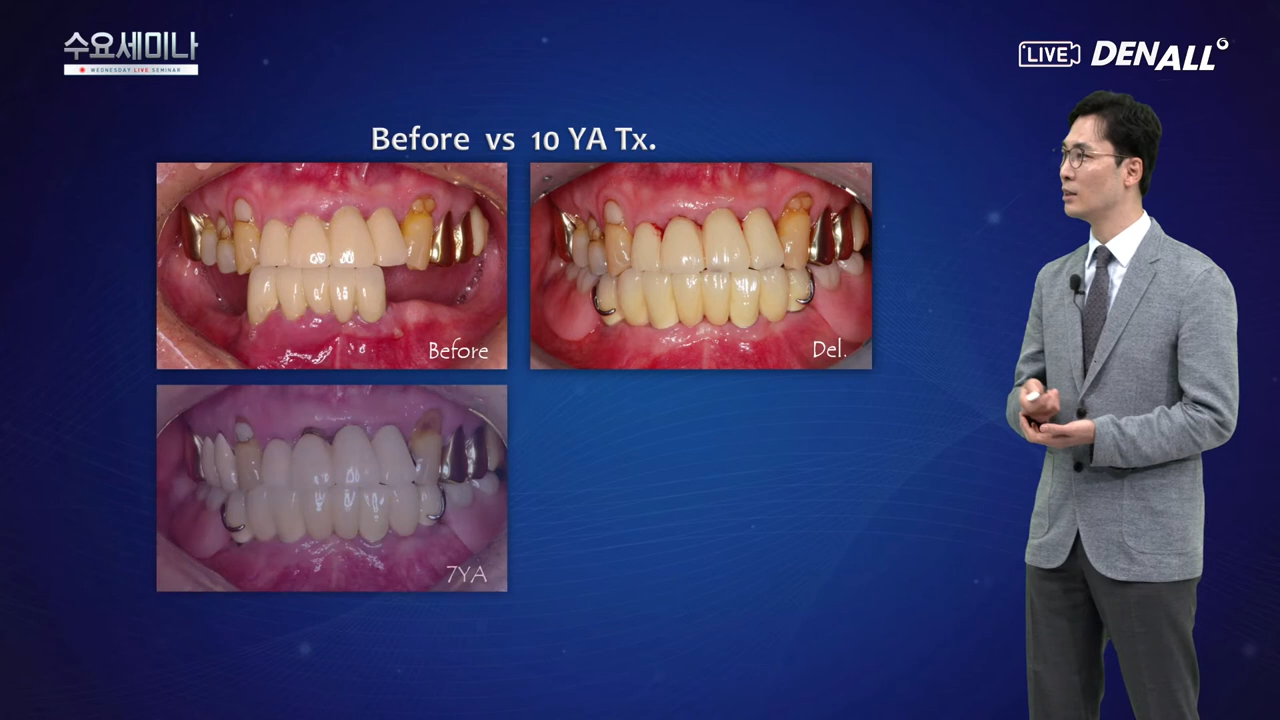 수요세미나
WEDNESDAY LIVE SEMINAR
LIVE
DENALL
Before vs 10 YA Tx.
Before
Del.
7YA